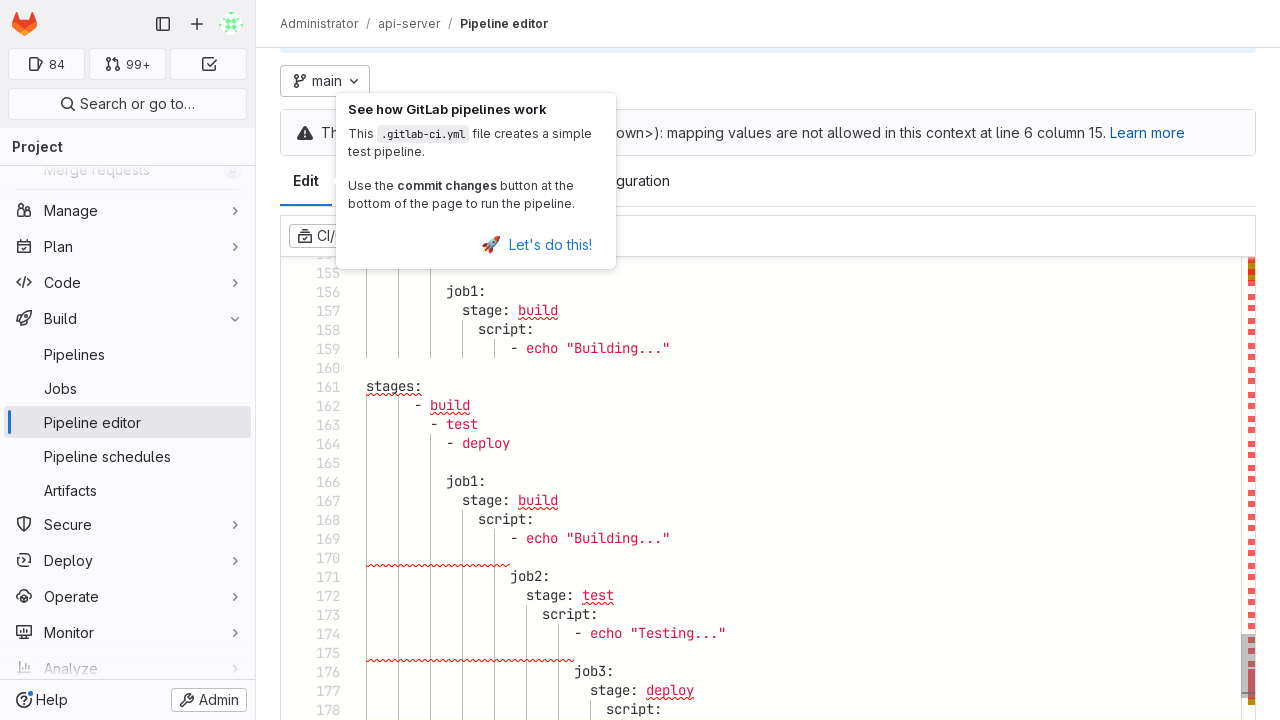 Administrator / api-server / Pipeline editor
84
99+
Search or go to…
Project
Merge requests
Manage
Plan
Code
Build
Pipelines
Jobs
Pipeline editor
Pipeline schedules
Artifacts
Secure
Deploy
Operate
Monitor
Analyze
Help
Admin
main
See how GitLab pipelines work
This .gitlab-ci.yml file creates a simple
test pipeline.
Use the commit changes button at the
bottom of the page to run the pipeline.
🚀 Let's do this!
own>): mapping values are not allowed in this context at line 6 column 15. Learn more
Edit
guration
CI/
155
156 job1:
157 stage: build
158 script:
159 - echo "Building..."
160
161 stages:
162 - build
163 - test
164 - deploy
165
166 job1:
167 stage: build
168 script:
169 - echo "Building..."
170
171 job2:
172 stage: test
173 script:
174 - echo "Testing..."
175
176 job3:
177 stage: deploy
178 script: